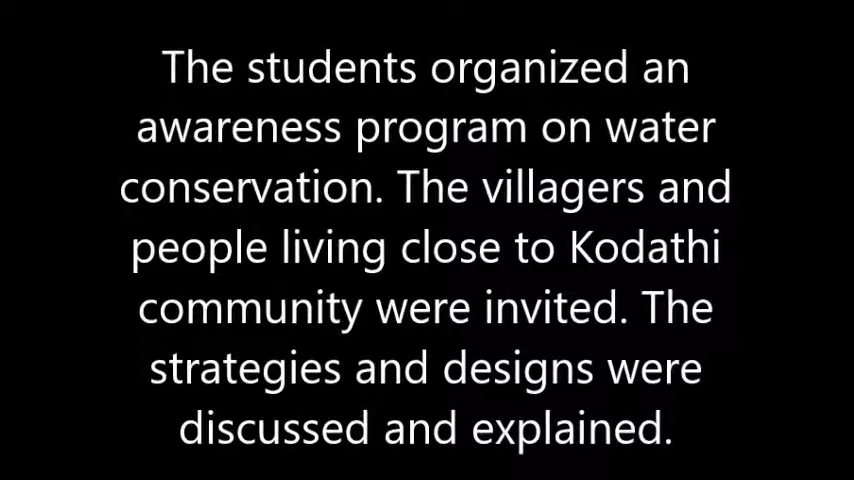 The students organized an
awareness program on water
conservation. The villagers and
people living close to Kodathi
community were invited. The
strategies and designs were
discussed and explained.